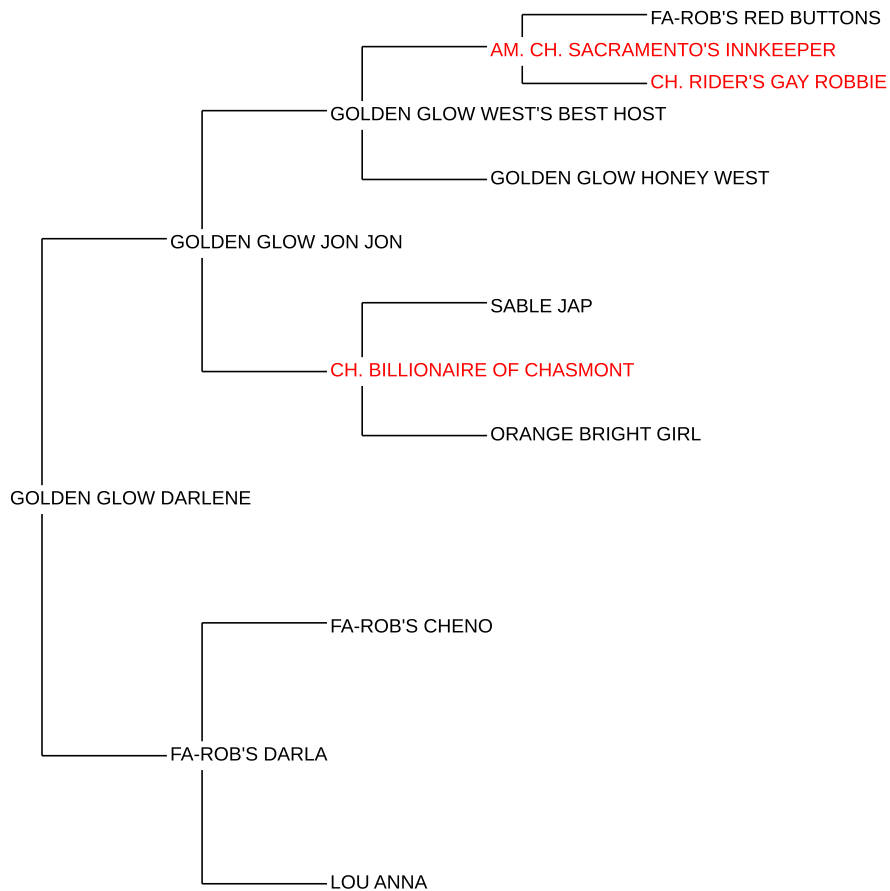 FA-ROB'S RED BUTTONS
AM. CH. SACRAMENTO'S INNKEEPER
CH. RIDER'S GAY ROBBIE
GOLDEN GLOW WEST'S BEST HOST
GOLDEN GLOW HONEY WEST
GOLDEN GLOW JON JON
SABLE JAP
CH. BILLIONAIRE OF CHASMONT
ORANGE BRIGHT GIRL
GOLDEN GLOW DARLENE
FA-ROB'S CHENO
FA-ROB'S DARLA
LOU ANNA